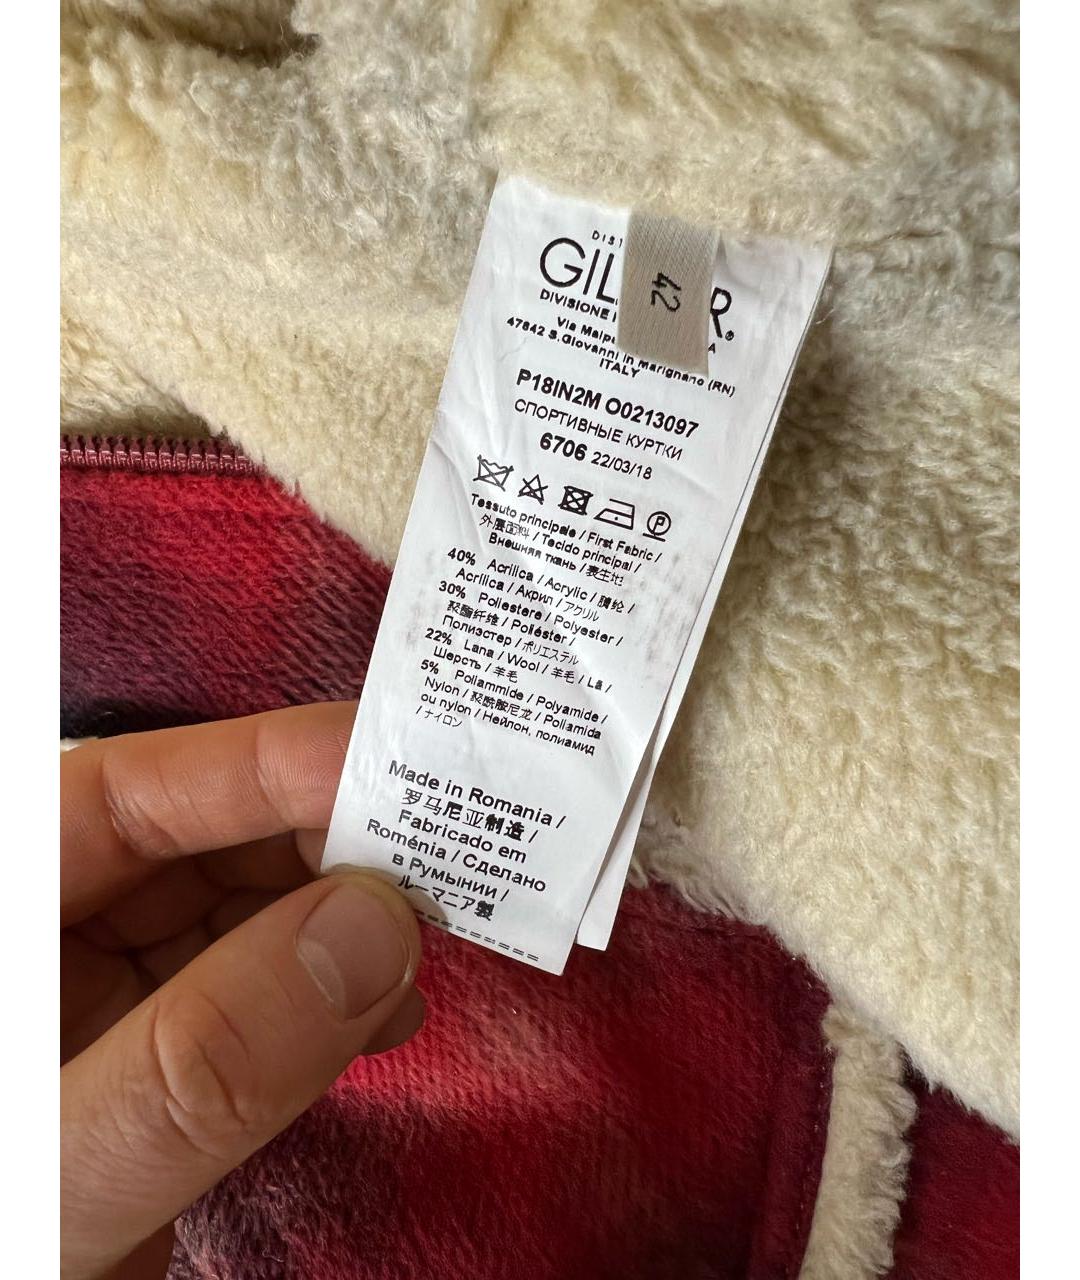 42
ITALY
47842 S.Giovanni in Marignano (RN)
P18IN2M O0213097
СПОРТИВНЫЕ КУРТКИ
6706 22/03/18
P
Tessuto principale / First Fabric /
外层面料 / Tecido principal /
Внешняя ткань / 表生地
40% Acrilica / Acrylic / 腈纶 /
Acrílica / Акрил / アクリル
30% Poliestere / Polyester /
聚酯纤维 / Poliéster /
Полиэстер / ポリエステル
22% Lana / Wool / 羊毛 / Lã /
Шерсть / 羊毛
5% Poliammide / Polyamide /
Nylon / 聚酰胺尼龙 / Poliamida
ou nylon / Нейлон, полиамид
/ ナイロン
Made in Romania /
罗马尼亚制造 /
Fabricado em
Roménia / Сделано
в Румынии /
ルーマニア製